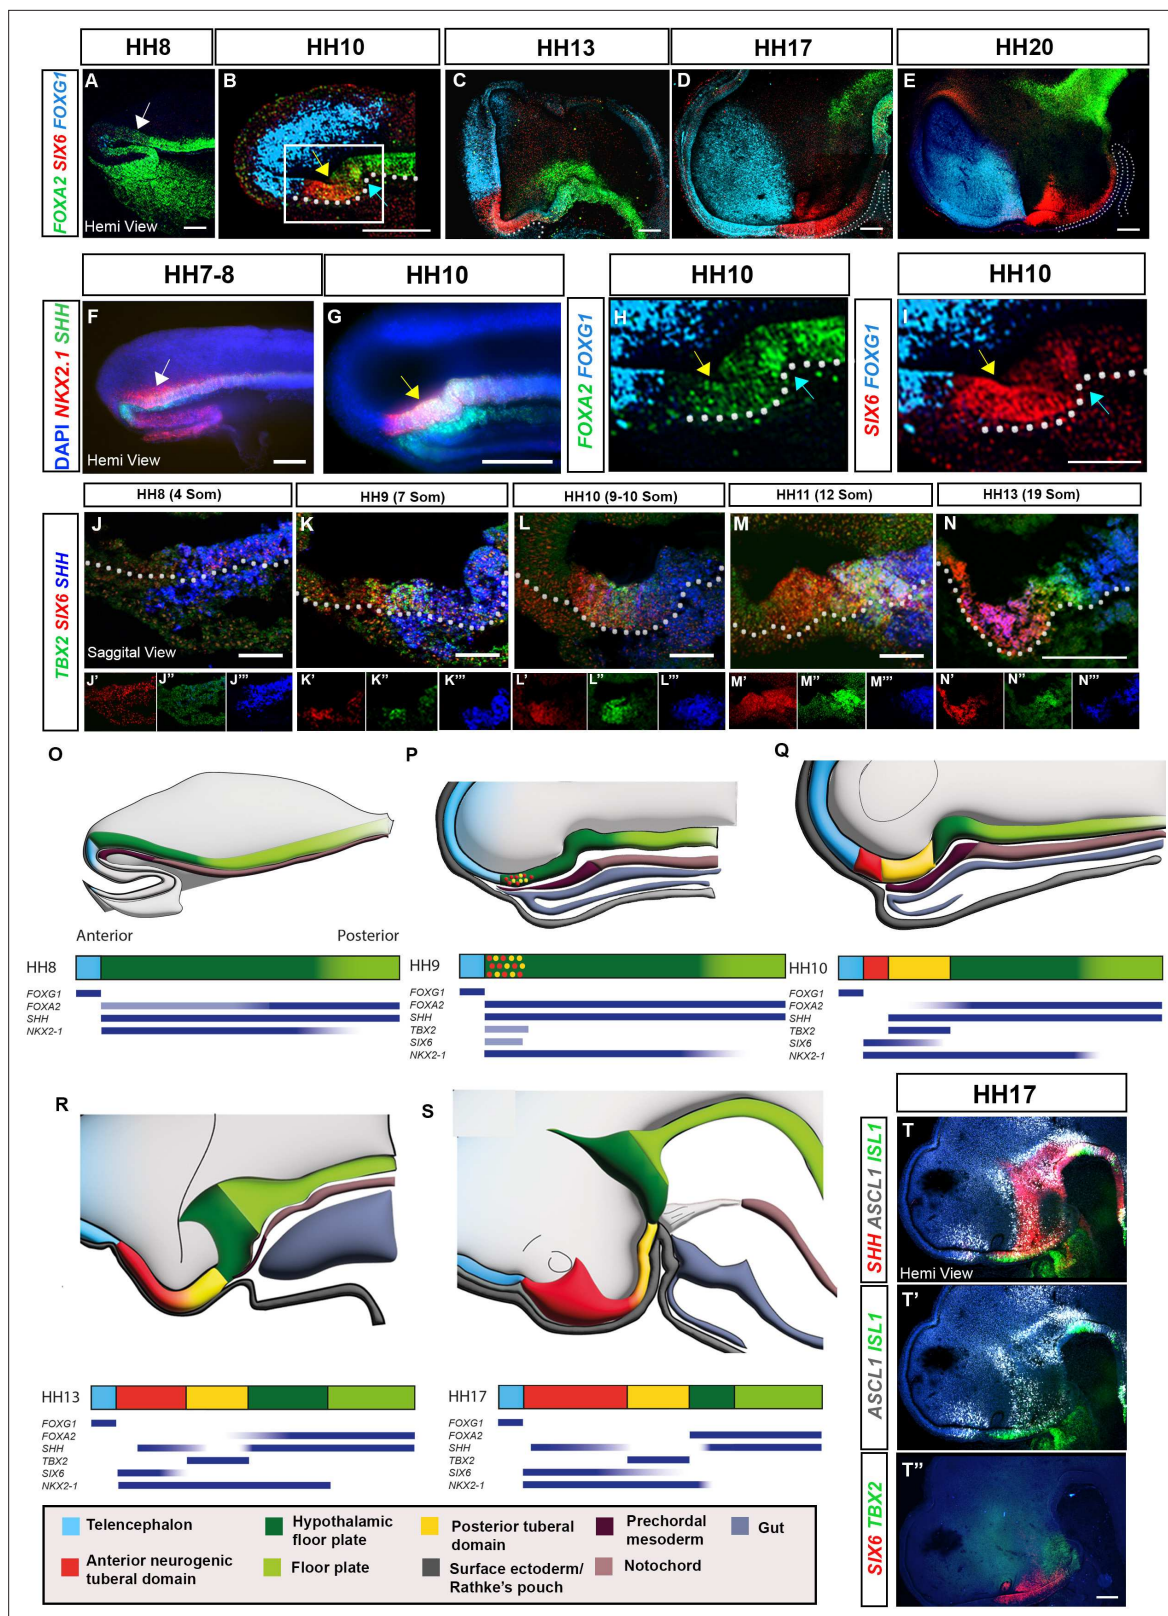 HH8
HH10
HH13
HH17
HH20
FOXA2 SIX6 FOXG1
A
B
C
D
E
Hemi View
HH7-8
HH10
HH10
HH10
DAPI NKX2.1 SHH
F
G
FOXA2 FOXG1
H
SIX6 FOXG1
I
Hemi View
HH8 (4 Som)
HH9 (7 Som)
HH10 (9-10 Som)
HH11 (12 Som)
HH13 (19 Som)
TBX2 SIX6 SHH
J
K
L
M
N
Saggital View
J' J'' J''' K' K'' K''' L' L'' L''' M' M'' M''' N' N'' N'''
O
P
Q
Anterior Posterior
HH8
FOXG1
FOXA2
SHH
NKX2-1
HH9
FOXG1
FOXA2
SHH
TBX2
SIX6
NKX2-1
HH10
FOXG1
FOXA2
SHH
TBX2
SIX6
NKX2-1
R
S
HH17
SHH ASCL1 ISL1
T
Hemi View
ASCL1 ISL1
T'
SIX6 TBX2
T''
HH13
FOXG1
FOXA2
SHH
TBX2
SIX6
NKX2-1
HH17
FOXG1
FOXA2
SHH
TBX2
SIX6
NKX2-1
Telencephalon
Hypothalamic
floor plate
Posterior tuberal
domain
Prechordal
mesoderm
Gut
Anterior neurogenic
tuberal domain
Floor plate
Surface ectoderm/
Rathke's pouch
Notochord